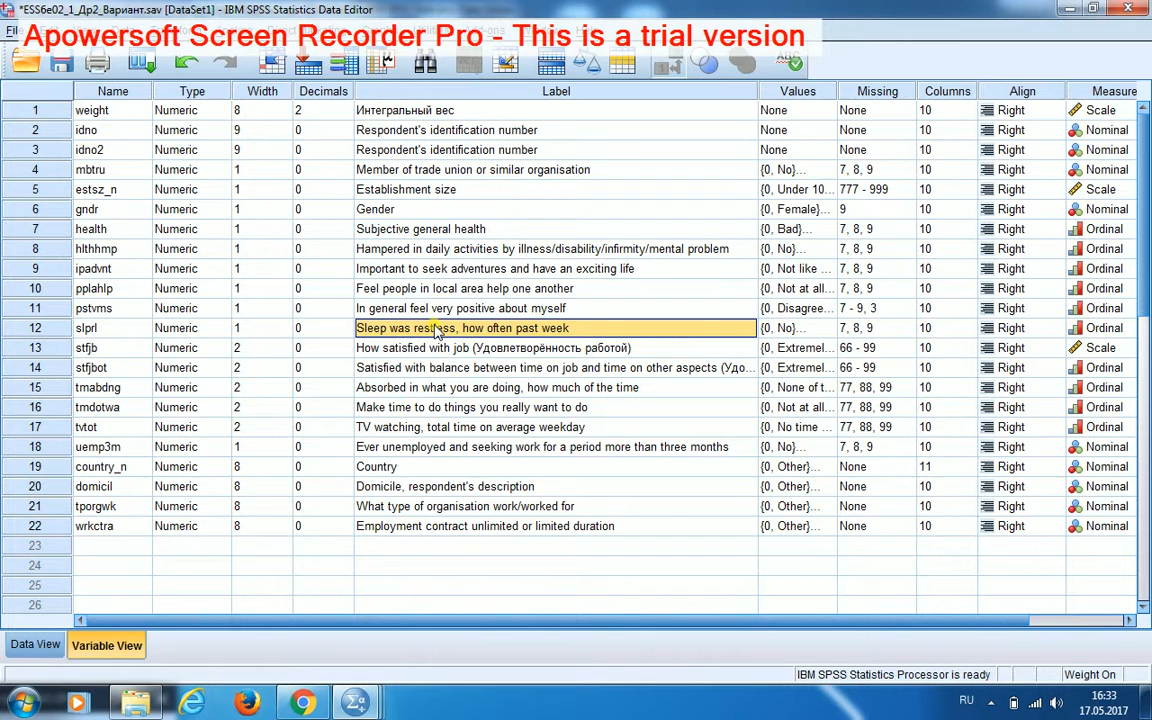 *ESS6e02_1_Др2_Вариант.sav [DataSet1] - IBM SPSS Statistics Data Editor
Apowersoft Screen Recorder Pro - This is a trial version
Name Type Width Decimals Label Values Missing Columns Align Measure
1 weight Numeric 8 2 Интегральный вес None None 10 Right Scale
2 idno Numeric 9 0 Respondent's identification number None None 10 Right Nominal
3 idno2 Numeric 9 0 Respondent's identification number None None 10 Right Nominal
4 mbtru Numeric 1 0 Member of trade union or similar organisation {0, No}... 7, 8, 9 10 Right Nominal
5 estsz_n Numeric 1 0 Establishment size {0, Under 10... 777 - 999 10 Right Scale
6 gndr Numeric 1 0 Gender {0, Female}... 9 10 Right Nominal
7 health Numeric 1 0 Subjective general health {0, Bad}... 7, 8, 9 10 Right Ordinal
8 hlthhmp Numeric 1 0 Hampered in daily activities by illness/disability/infirmity/mental problem {0, No}... 7, 8, 9 10 Right Ordinal
9 ipadvnt Numeric 1 0 Important to seek adventures and have an exciting life {0, Not like ... 7, 8, 9 10 Right Ordinal
10 pplahlp Numeric 1 0 Feel people in local area help one another {0, Not at all... 7, 8, 9 10 Right Ordinal
11 pstvms Numeric 1 0 In general feel very positive about myself {0, Disagree... 7 - 9, 3 10 Right Ordinal
12 slprl Numeric 1 0 Sleep was restless, how often past week {0, No}... 7, 8, 9 10 Right Ordinal
13 stfjb Numeric 2 0 How satisfied with job (Удовлетворённость работой) {0, Extremel... 66 - 99 10 Right Scale
14 stfjbot Numeric 2 0 Satisfied with balance between time on job and time on other aspects (Удо... {0, Extremel... 66 - 99 10 Right Ordinal
15 tmabdng Numeric 2 0 Absorbed in what you are doing, how much of the time {0, None of t... 77, 88, 99 10 Right Ordinal
16 tmdotwa Numeric 2 0 Make time to do things you really want to do {0, Not at all... 77, 88, 99 10 Right Ordinal
17 tvtot Numeric 2 0 TV watching, total time on average weekday {0, No time ... 77, 88, 99 10 Right Ordinal
18 uemp3m Numeric 1 0 Ever unemployed and seeking work for a period more than three months {0, No}... 7, 8, 9 10 Right Nominal
19 country_n Numeric 8 0 Country {0, Other}... None 11 Right Nominal
20 domicil Numeric 8 0 Domicile, respondent's description {0, Other}... None 10 Right Nominal
21 tporgwk Numeric 8 0 What type of organisation work/worked for {0, Other}... None 10 Right Nominal
22 wrkctra Numeric 8 0 Employment contract unlimited or limited duration {0, Other}... None 10 Right Nominal
23
24
25
26
Data View Variable View
IBM SPSS Statistics Processor is ready Weight On
RU 16:33
17.05.2017